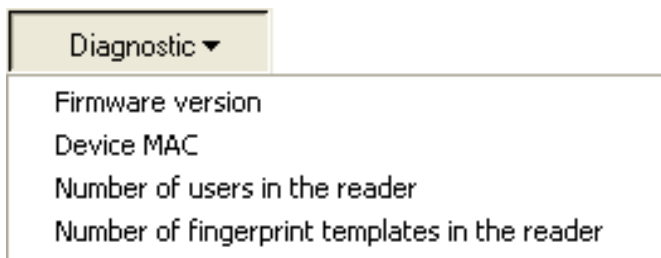 Diagnostic
Firmware version
Device MAC
Number of users in the reader
Number of fingerprint templates in the reader